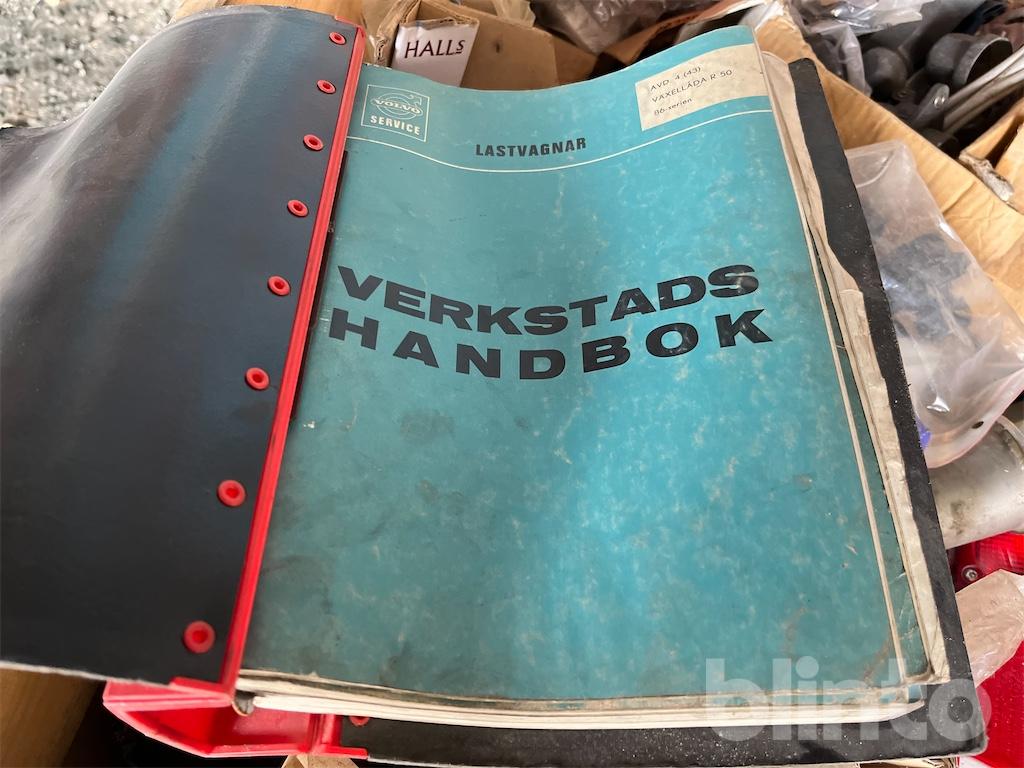 HALLS
VOLVO
SERVICE
AVD 4 (43)
VÄXELLÅDA R 50
86-serien
LASTVAGNAR
VERKSTADS
HANDBOK
blinto